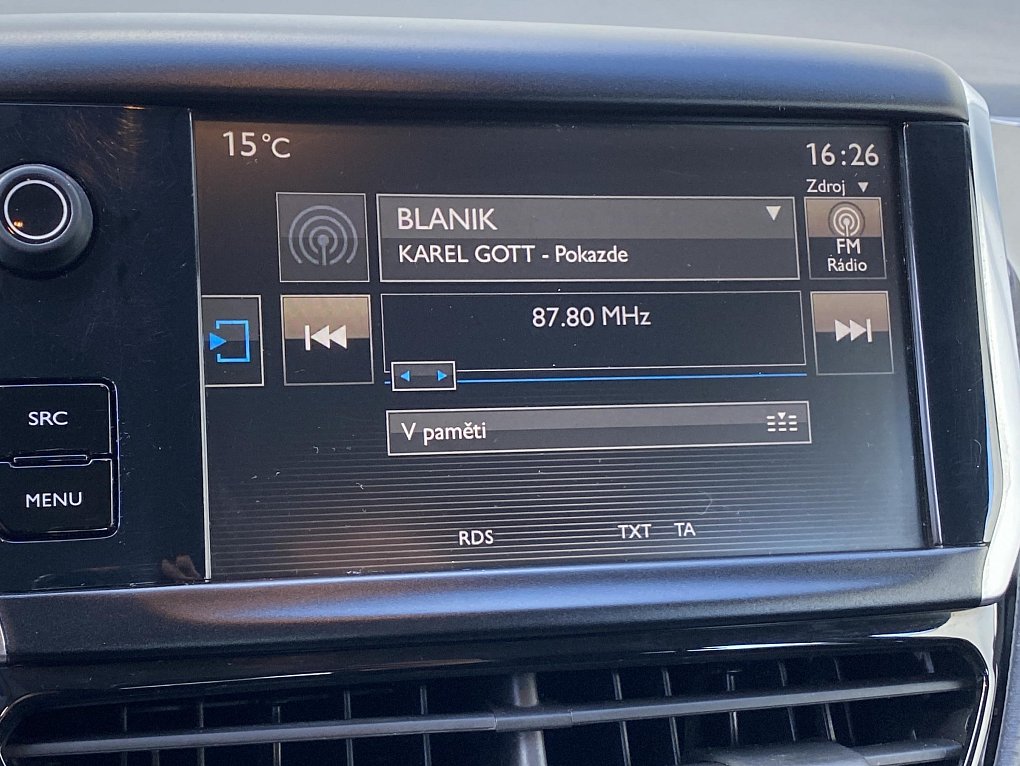 15°C
16:26
Zdroj
BLANIK
KAREL GOTT - Pokazde
FM
Rádio
87.80 MHz
SRC
V paměti
MENU
RDS TXT TA